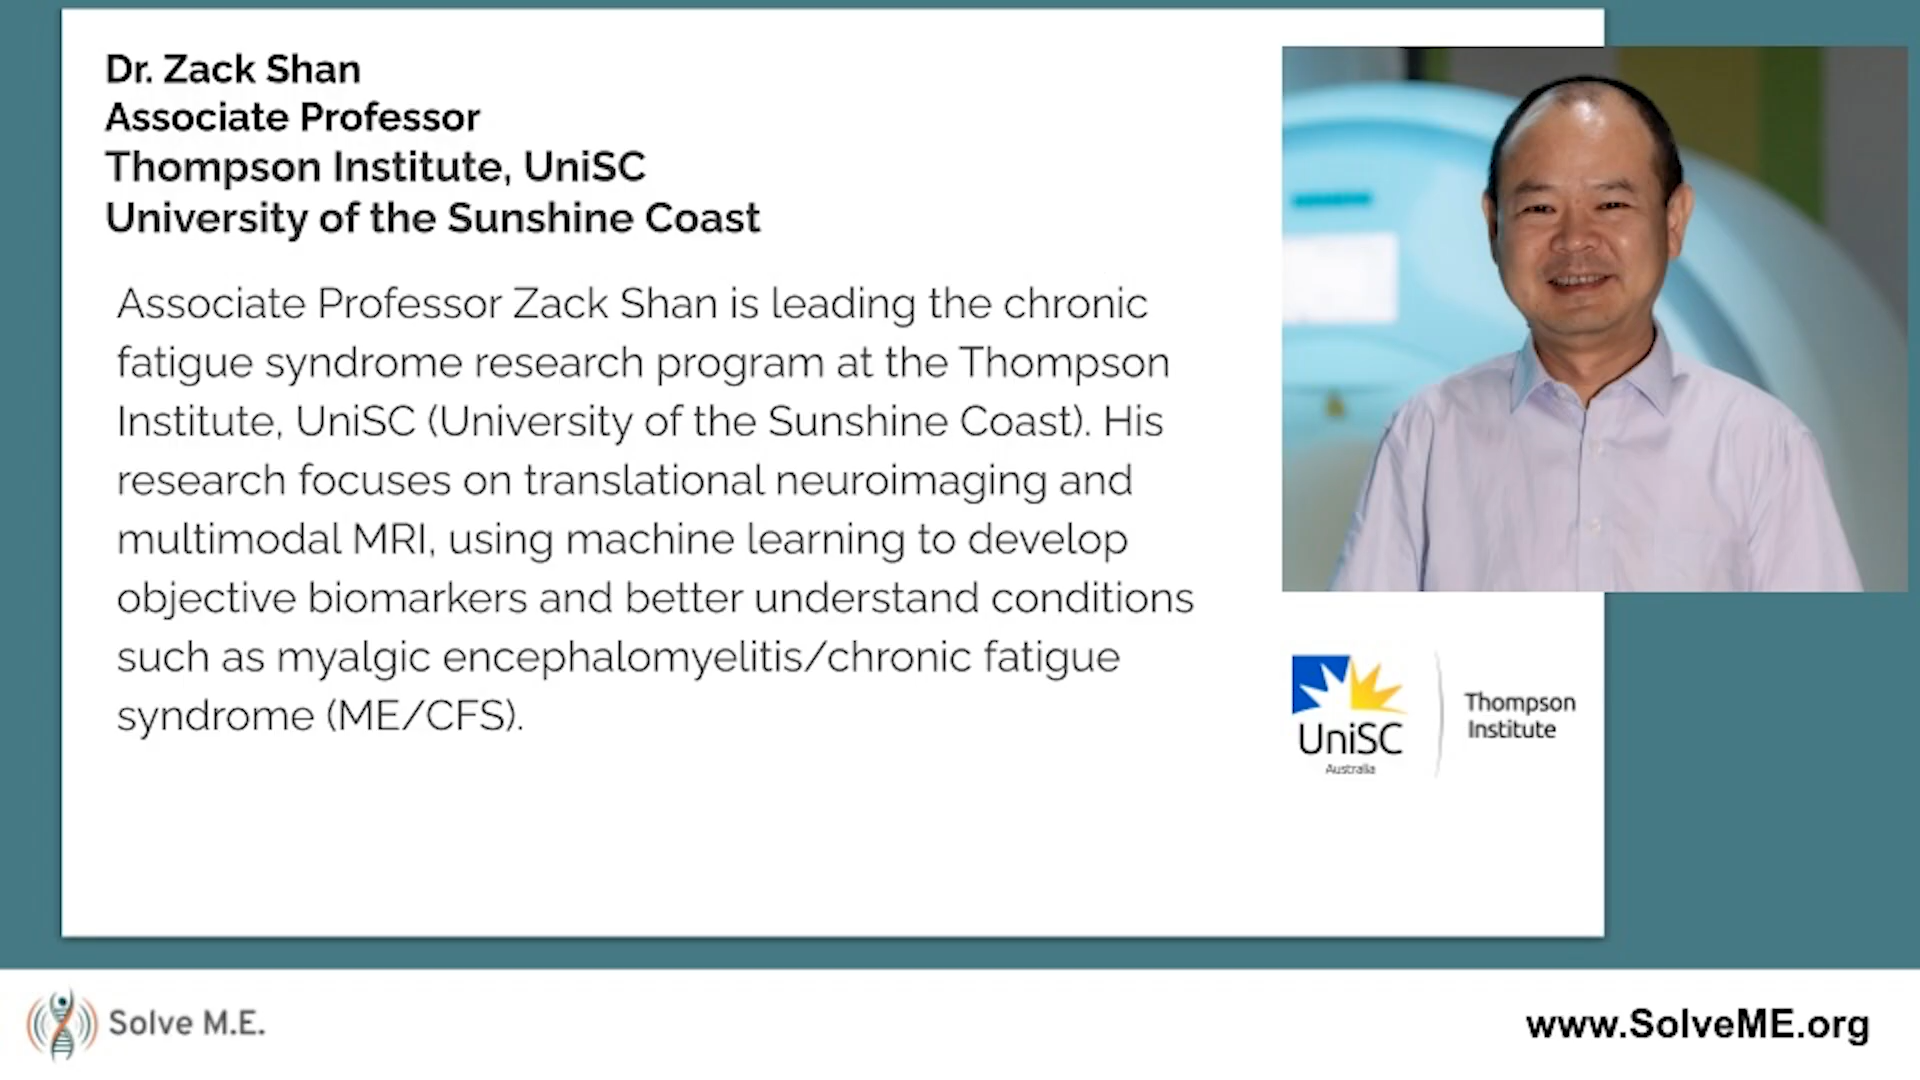 Dr. Zack Shan
Associate Professor
Thompson Institute, UniSC
University of the Sunshine Coast
Associate Professor Zack Shan is leading the chronic
fatigue syndrome research program at the Thompson
Institute, UniSC (University of the Sunshine Coast). His
research focuses on translational neuroimaging and
multimodal MRI, using machine learning to develop
objective biomarkers and better understand conditions
such as myalgic encephalomyelitis/chronic fatigue
syndrome (ME/CFS).
UniSC
Australia
Thompson
Institute
Solve M.E.
www.SolveME.org